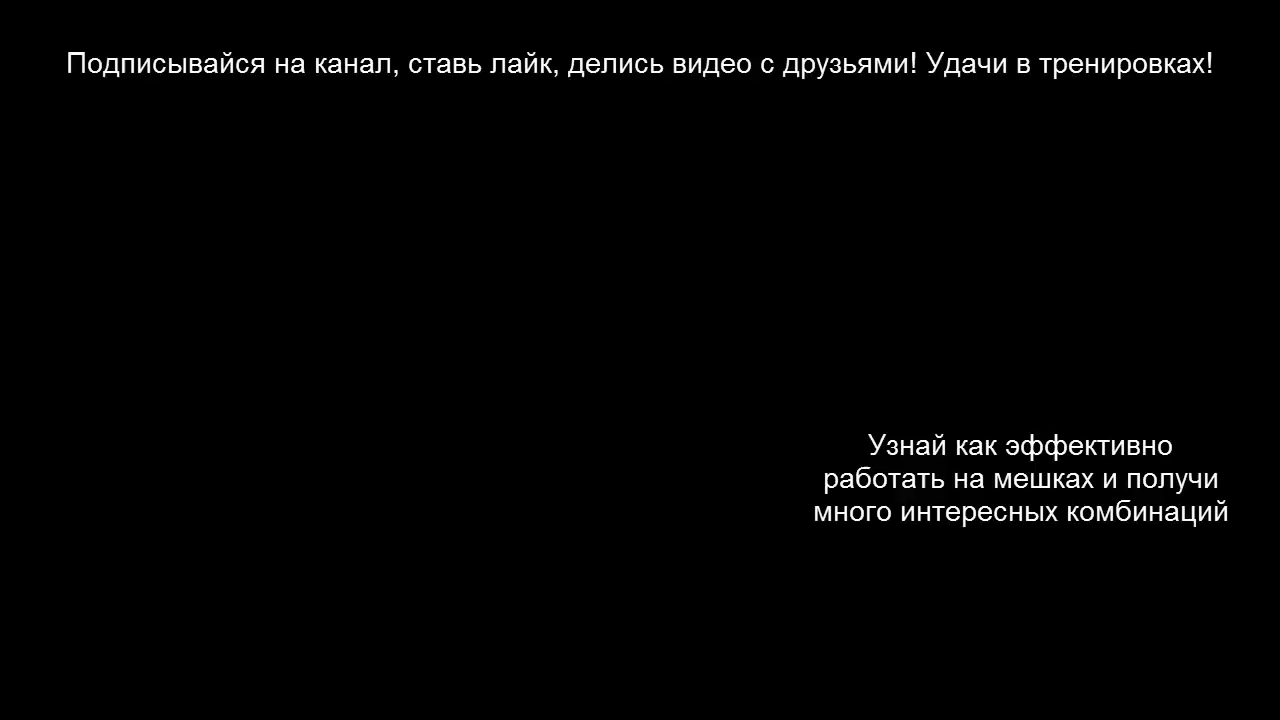 Подписывайся на канал, ставь лайк, делись видео с друзьями! Удачи в тренировках!
Узнай как эффективно
работать на мешках и получи
много интересных комбинаций